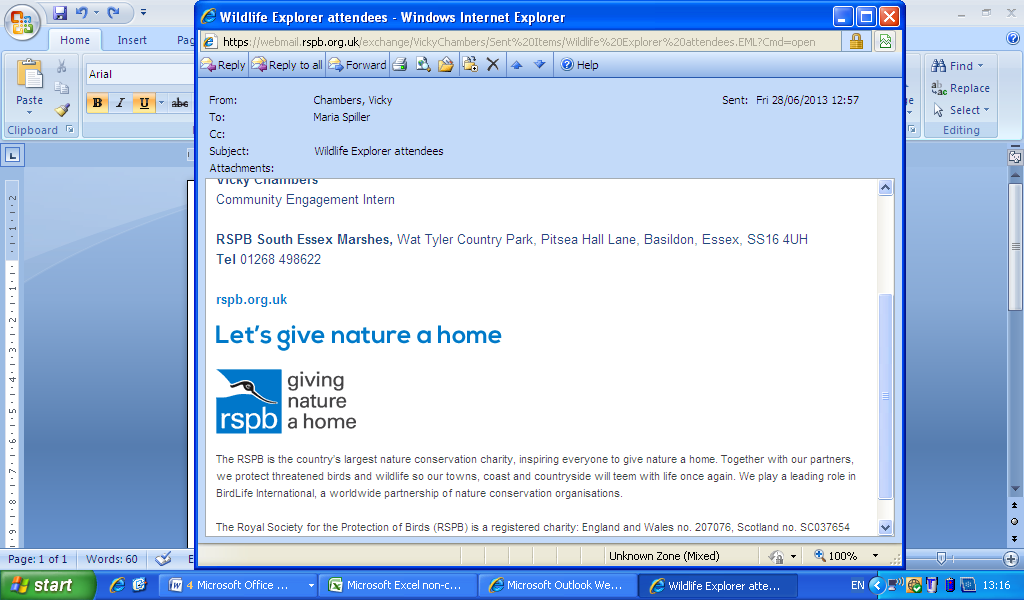 Wildlife Explorer attendees - Windows Internet Explorer
https://webmail.rspb.org.uk/exchange/VickyChambers/Sent%20Items/Wildlife%20Explorer%20attendees.EML?Cmd=open
Reply Reply to all Forward Help
Home Insert
Arial
Paste
B I U abc
Clipboard
Find
Replace
Select
Editing
From: Chambers, Vicky Sent: Fri 28/06/2013 12:57
To: Maria Spiller
Cc:
Subject: Wildlife Explorer attendees
Attachments:
Vicky Chambers
Community Engagement Intern
RSPB South Essex Marshes, Wat Tyler Country Park, Pitsea Hall Lane, Basildon, Essex, SS16 4UH
Tel 01268 498622
rspb.org.uk
Let's give nature a home
rspb
giving
nature
a home
The RSPB is the country's largest nature conservation charity, inspiring everyone to give nature a home. Together with our partners,
we protect threatened birds and wildlife so our towns, coast and countryside will teem with life once again. We play a leading role in
BirdLife International, a worldwide partnership of nature conservation organisations.
The Royal Society for the Protection of Birds (RSPB) is a registered charity: England and Wales no. 207076, Scotland no. SC037654
Unknown Zone (Mixed) 100%
Page: 1 of 1 Words: 60
start 4 Microsoft Office ... Microsoft Excel non-c... Microsoft Outlook We... Wildlife Explorer atte... EN 13:16